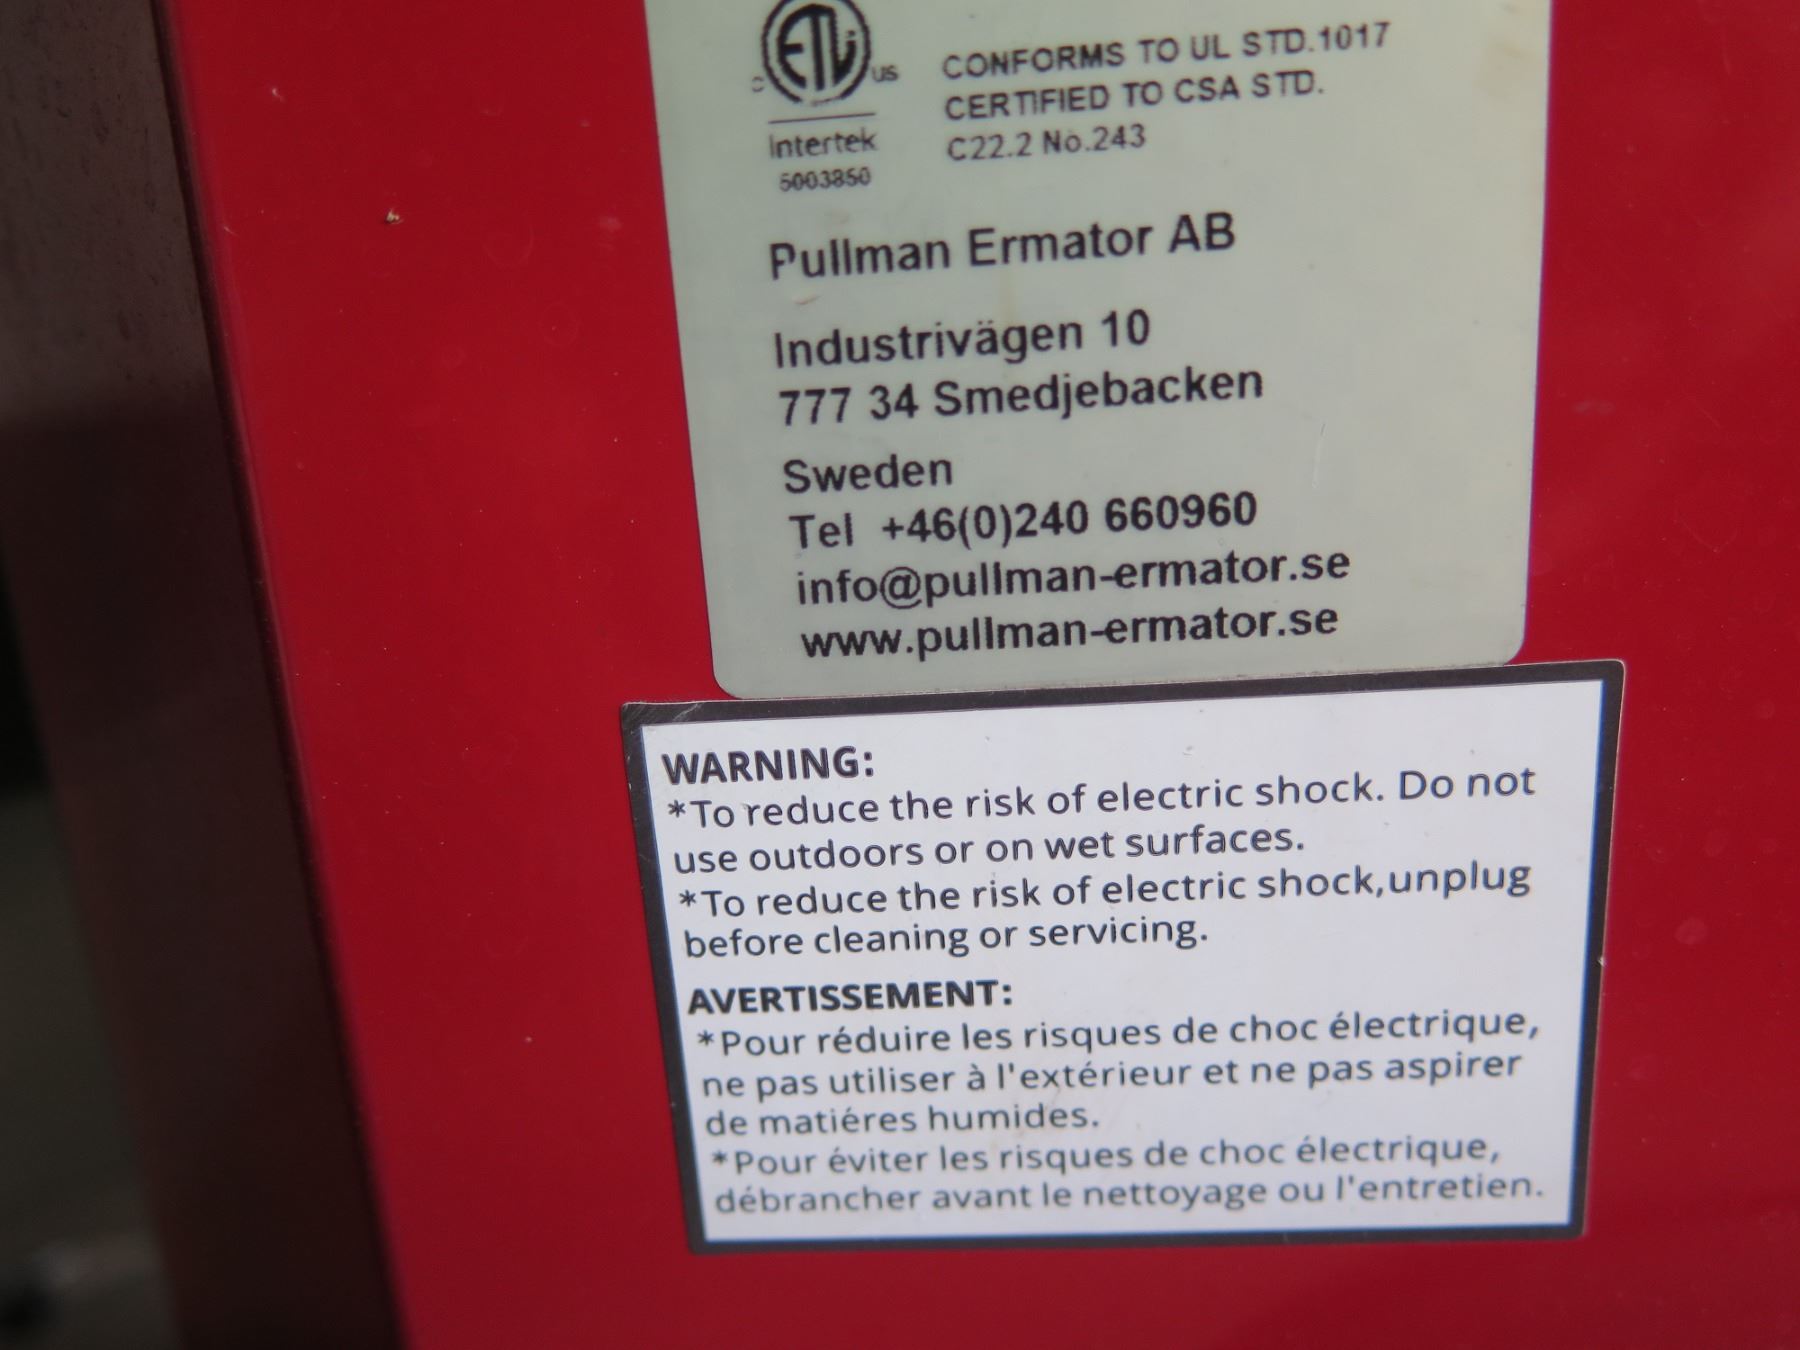 ETL
C US
Intertek
5003850
CONFORMS TO UL STD.1017
CERTIFIED TO CSA STD.
C22.2 No.243
Pullman Ermator AB
Industrivägen 10
777 34 Smedjebacken
Sweden
Tel +46(0)240 660960
info@pullman-ermator.se
www.pullman-ermator.se
WARNING:
*To reduce the risk of electric shock. Do not
use outdoors or on wet surfaces.
*To reduce the risk of electric shock,unplug
before cleaning or servicing.
AVERTISSEMENT:
*Pour réduire les risques de choc électrique,
ne pas utiliser à l'extérieur et ne pas aspirer
de matiéres humides.
*Pour éviter les risques de choc électrique,
débrancher avant le nettoyage ou l'entretien.